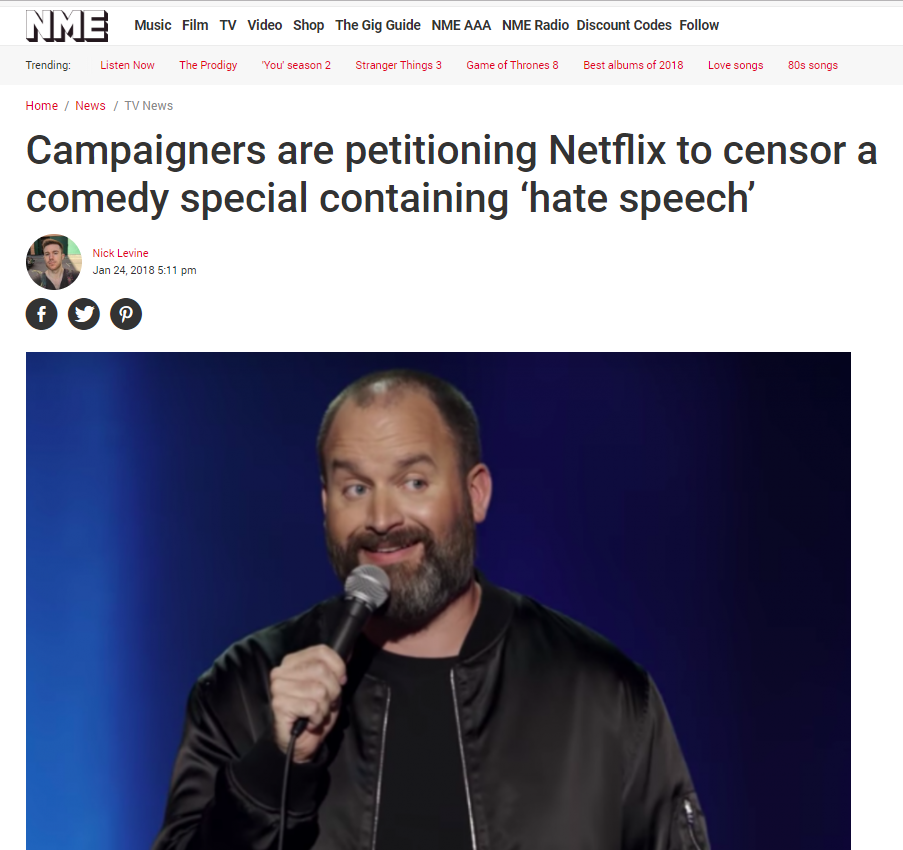 NME Music Film TV Video Shop The Gig Guide NME AAA NME Radio Discount Codes Follow
Trending: Listen Now The Prodigy 'You' season 2 Stranger Things 3 Game of Thrones 8 Best albums of 2018 Love songs 80s songs
Home / News / TV News
Campaigners are petitioning Netflix to censor a
comedy special containing ‘hate speech’
Nick Levine
Jan 24, 2018 5:11 pm